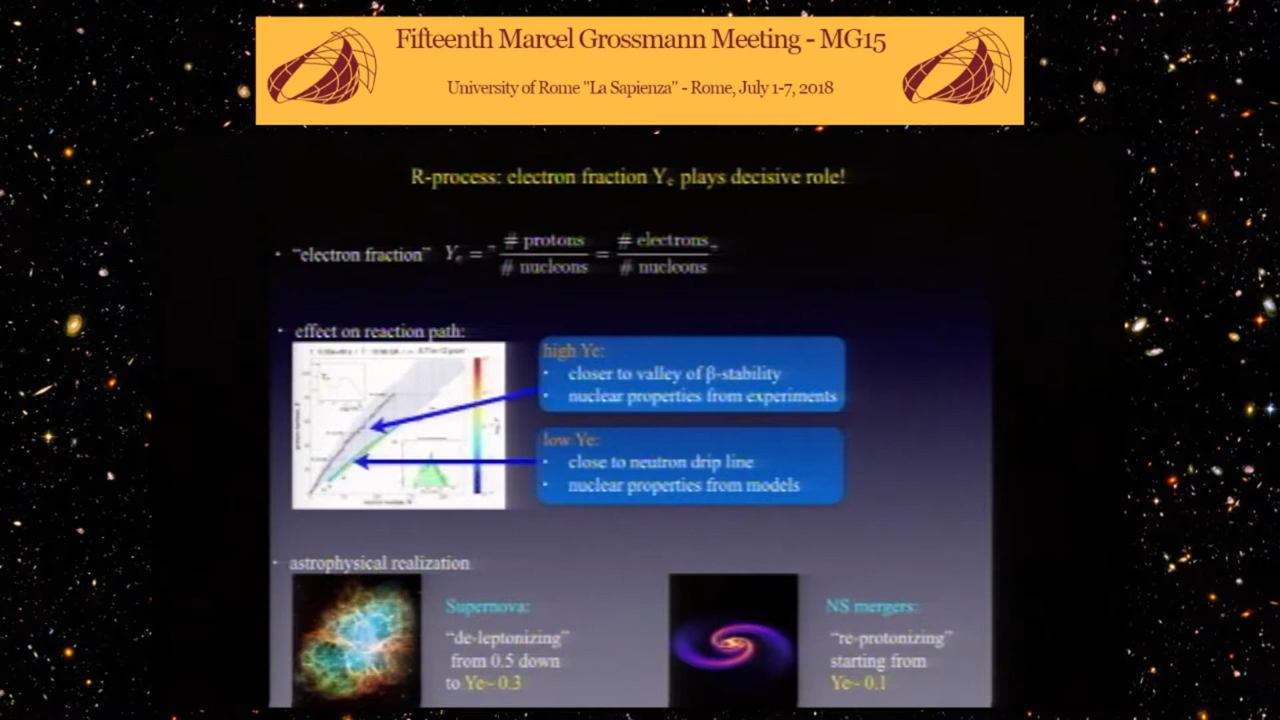 Fifteenth Marcel Grossmann Meeting - MG15
University of Rome "La Sapienza" - Rome, July 1-7, 2018
R-process: electron fraction Ye plays decisive role!
• "electron fraction" Ye = " # protons / # nucleons = # electrons / # nucleons "
• effect on reaction path:
high Ye:
• closer to valley of β-stability
• nuclear properties from experiments
low Ye:
• close to neutron drip line
• nuclear properties from models
• astrophysical realization
Supernova:
"de-leptonizing"
from 0.5 down
to Ye~ 0.3
NS mergers:
"re-protonizing"
starting from
Ye~ 0.1